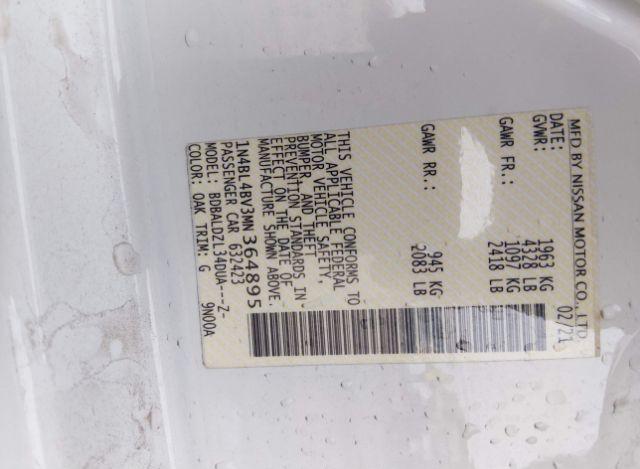 MFD BY NISSAN MOTOR CO., LTD.
DATE: 02/21
GVWR: 1963 KG
4328 LB
GAWR FR.: 1097 KG
2418 LB
GAWR RR.: 945 KG
2083 LB
THIS VEHICLE CONFORMS TO
ALL APPLICABLE FEDERAL
MOTOR VEHICLE SAFETY,
BUMPER, AND THEFT
PREVENTION STANDARDS IN
EFFECT ON THE DATE OF
MANUFACTURE SHOWN ABOVE.
1N4BL4BV3MN364895
PASSENGER CAR 632423
MODEL: BDBALDZL34DUA---Z- 9N00A
COLOR: QAK TRIM: G